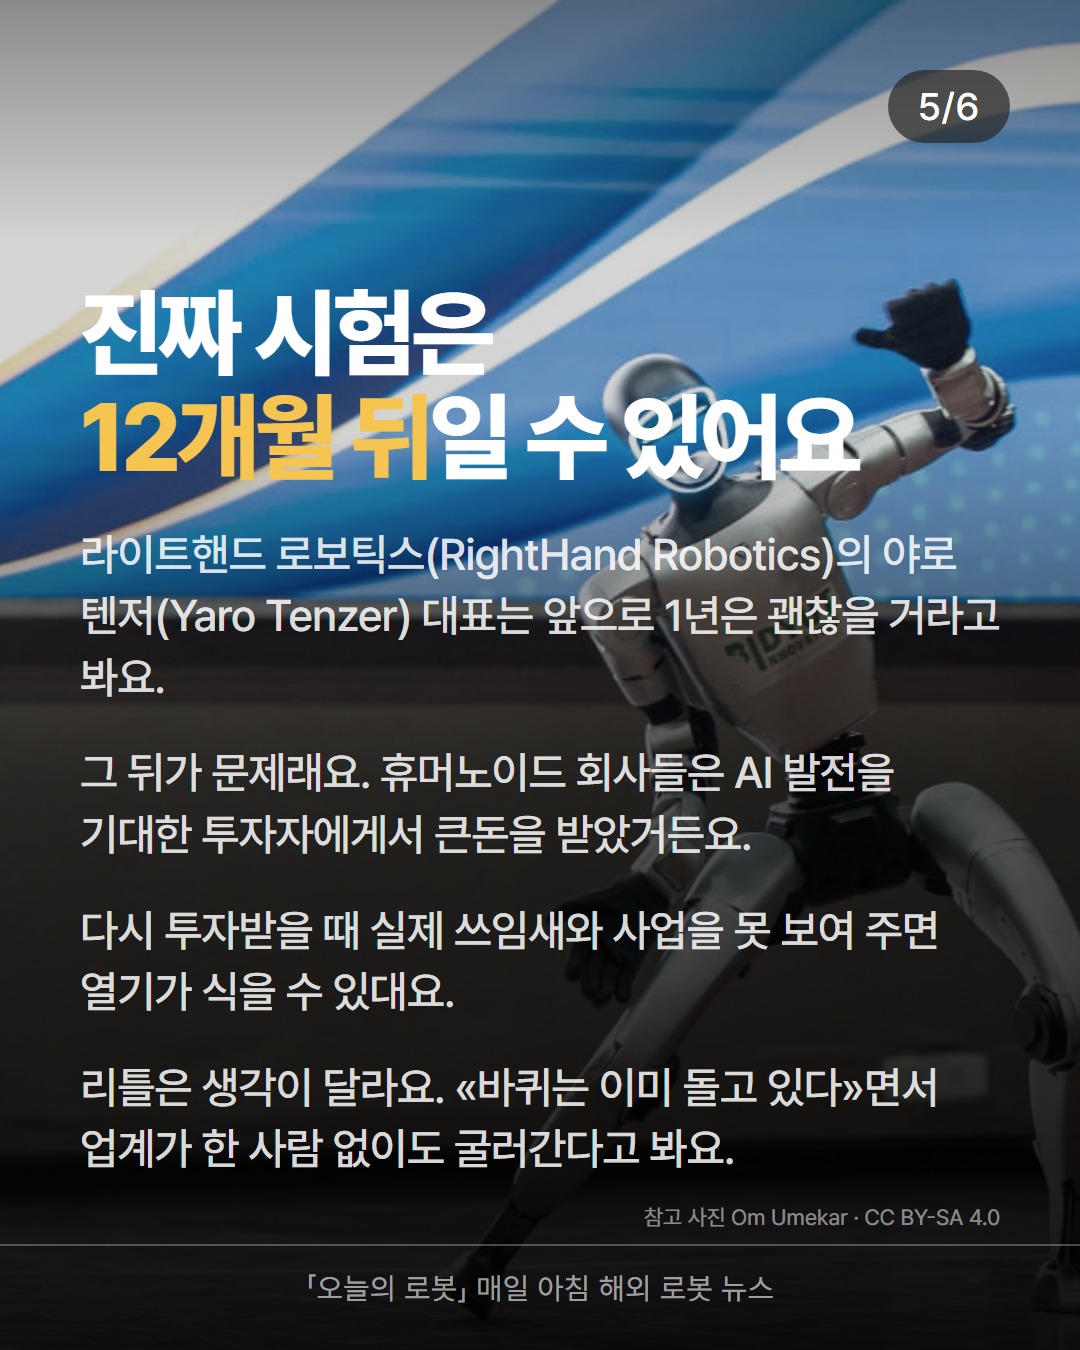 5/6
진짜 시험은
12개월 뒤일 수 있어요
라이트핸드 로보틱스(RightHand Robotics)의 야로
텐저(Yaro Tenzer) 대표는 앞으로 1년은 괜찮을 거라고
봐요.
그 뒤가 문제래요. 휴머노이드 회사들은 AI 발전을
기대한 투자자에게서 큰돈을 받았거든요.
다시 투자받을 때 실제 쓰임새와 사업을 못 보여 주면
열기가 식을 수 있대요.
리틀은 생각이 달라요. «바퀴는 이미 돌고 있다»면서
업계가 한 사람 없이도 굴러간다고 봐요.
참고 사진 Om Umekar · CC BY-SA 4.0
「오늘의 로봇」 매일 아침 해외 로봇 뉴스